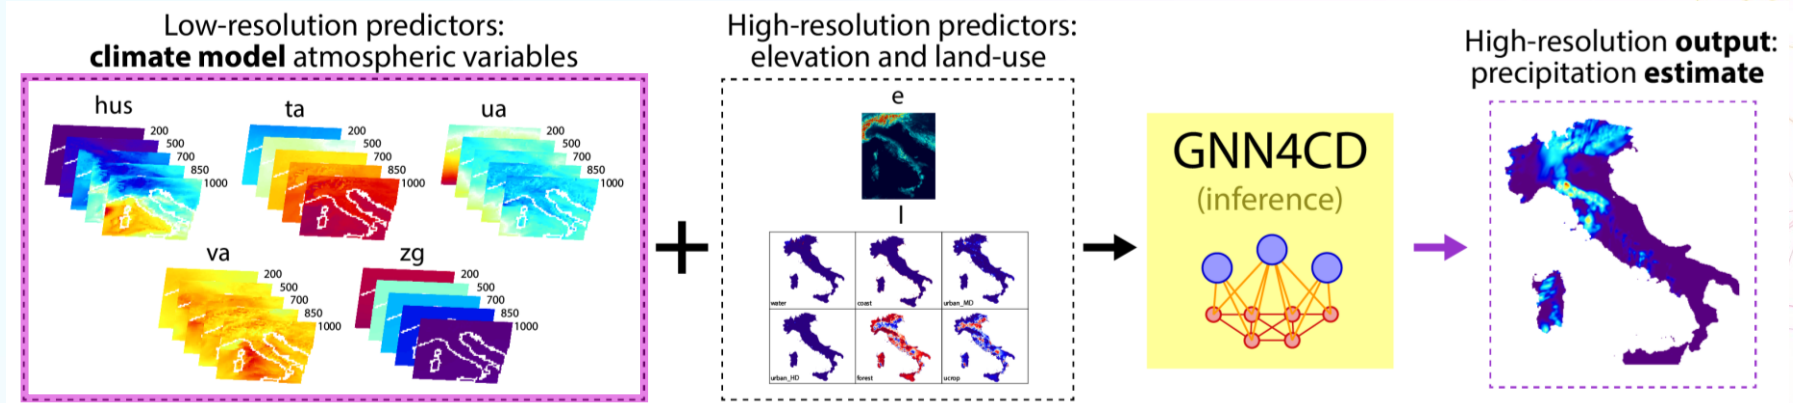 Low-resolution predictors:
climate model atmospheric variables
hus
200
500
700
850
1000
ta
200
500
700
850
1000
ua
200
500
700
850
1000
va
200
500
700
850
1000
zg
200
500
700
850
1000
High-resolution predictors:
elevation and land-use
e
l
water
coast
urban_MD
urban_HD
forest
ucrop
GNN4CD
(inference)
High-resolution output:
precipitation estimate